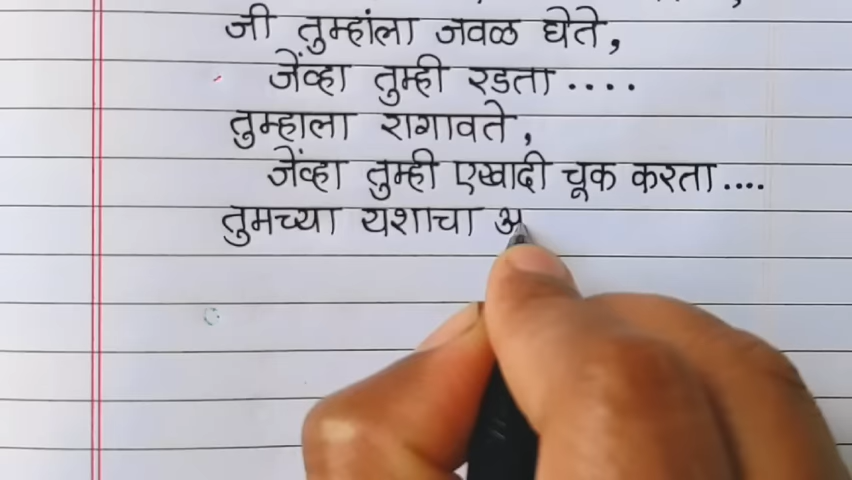 जी तुम्हांला जवळ घेते,
जेंव्हा तुम्ही रडता ....
तुम्हाला रागावते,
जेंव्हा तुम्ही एखादी चूक करता ....
तुमच्या यशाचा अ